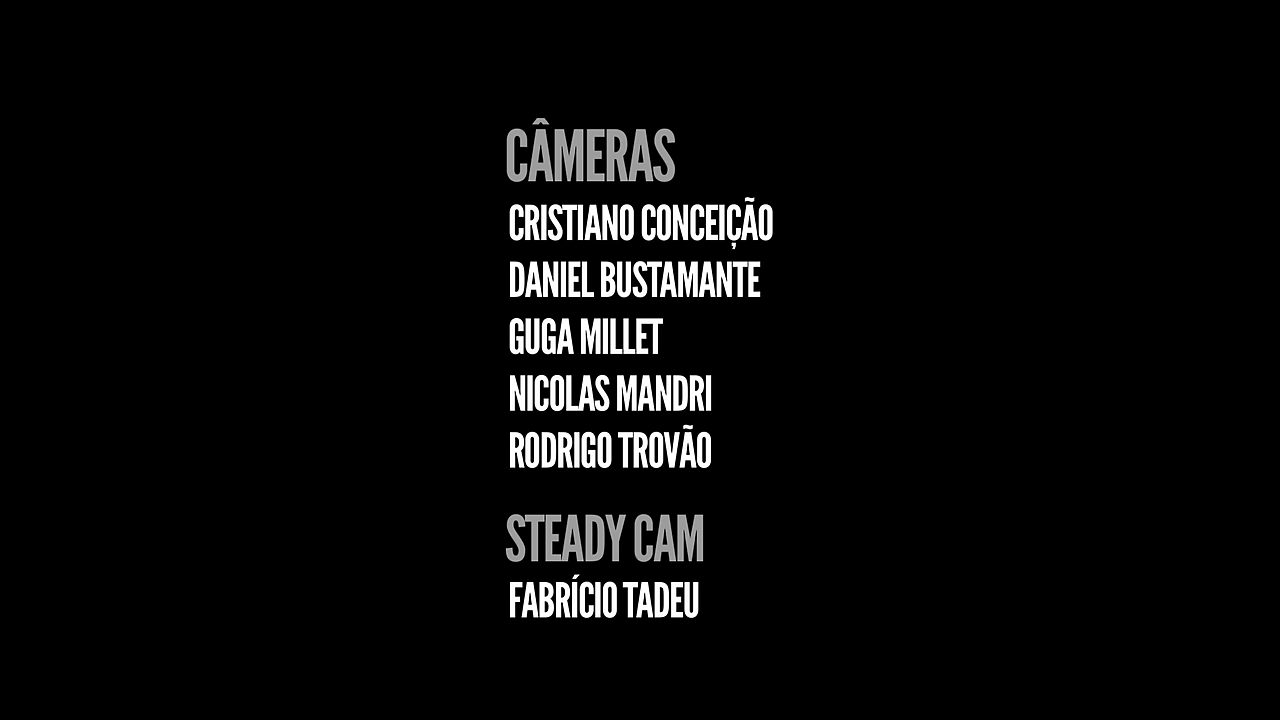 CÂMERAS
CRISTIANO CONCEIÇÃO
DANIEL BUSTAMANTE
GUGA MILLET
NICOLAS MANDRI
RODRIGO TROVÃO
STEADY CAM
FABRÍCIO TADEU